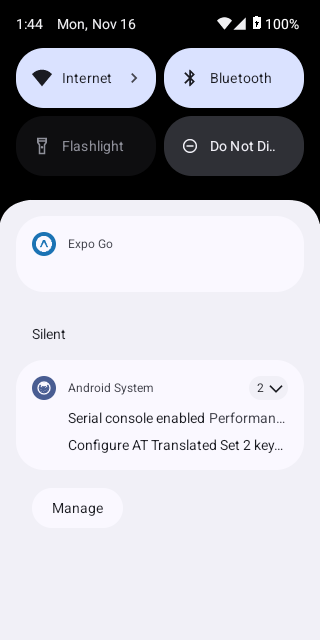 1:44 Mon, Nov 16 100%
Internet Bluetooth
Flashlight Do Not Di..
Expo Go
Silent
Android System 2
Serial console enabled Performan...
Configure AT Translated Set 2 key...
Manage